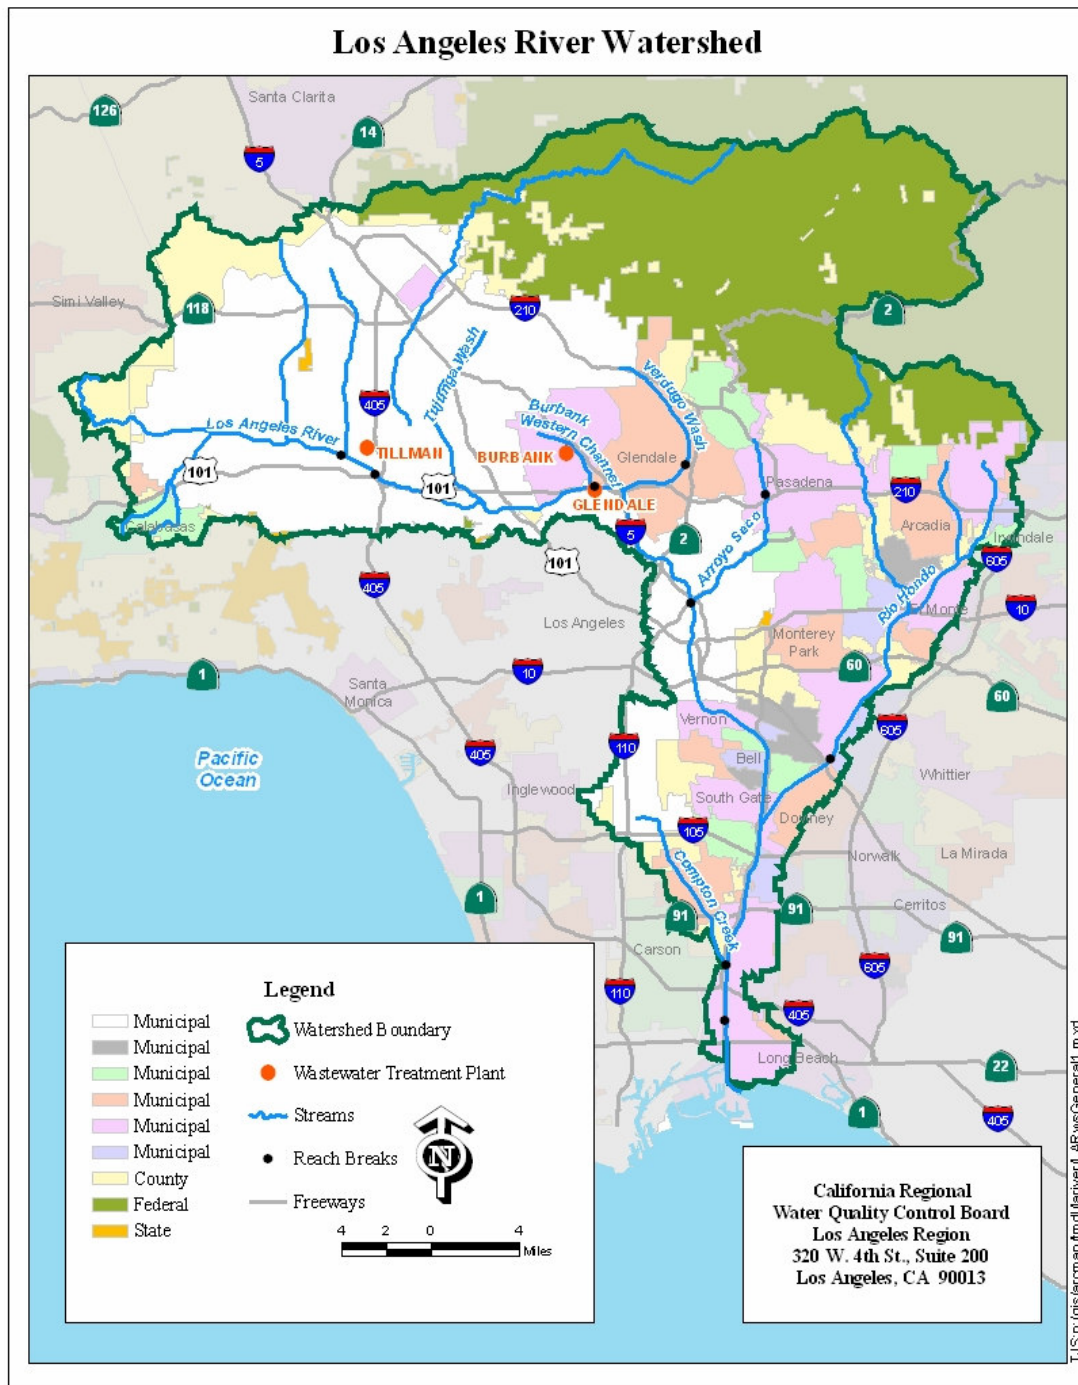 Los Angeles River Watershed
Santa Clarita
126
14
5
Simi Valley
118
210
2
Tujunga Wash
Verdugo Wash
405
Burbank
Western Channel
Los Angeles River
TILLMAN
BURBANK
Glendale
101
101
GLENDALE
Pasadena
210
Calabasas
5
2
Arroyo Seco
Arcadia
Irwindale
605
101
405
Los Angeles
Rio Hondo
El Monte
10
Monterey
Park
1
10
60
60
Santa
Monica
Vernon
605
110
405
Bell
Whittier
Pacific
Ocean
Inglewood
South Gate
Downey
105
Norwalk
La Mirada
Compton Creek
1
91
91
Cerritos
91
Carson
605
110
405
Long Beach
22
1
405
Legend
Municipal
Municipal
Municipal
Municipal
Municipal
Municipal
County
Federal
State
Watershed Boundary
Wastewater Treatment Plant
Streams
Reach Breaks
Freeways
N
4 2 0 4
Miles
California Regional
Water Quality Control Board
Los Angeles Region
320 W. 4th St., Suite 200
Los Angeles, CA 90013